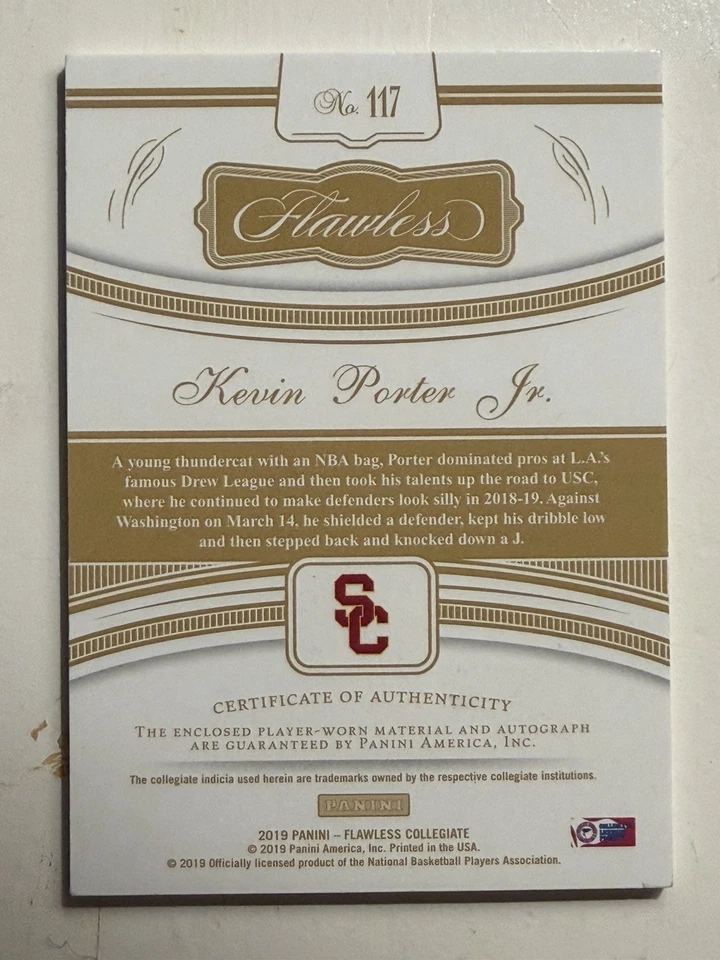 No. 117
Flawless
Kevin Porter Jr.
A young thundercat with an NBA bag, Porter dominated pros at L.A.'s
famous Drew League and then took his talents up the road to USC,
where he continued to make defenders look silly in 2018-19. Against
Washington on March 14, he shielded a defender, kept his dribble low
and then stepped back and knocked down a J.
SC
CERTIFICATE OF AUTHENTICITY
THE ENCLOSED PLAYER-WORN MATERIAL AND AUTOGRAPH
ARE GUARANTEED BY PANINI AMERICA, INC.
The collegiate indicia used herein are trademarks owned by the respective collegiate institutions.
PANINI
2019 PANINI – FLAWLESS COLLEGIATE
© 2019 Panini America, Inc. Printed in the USA.
© 2019 Officially licensed product of the National Basketball Players Association.